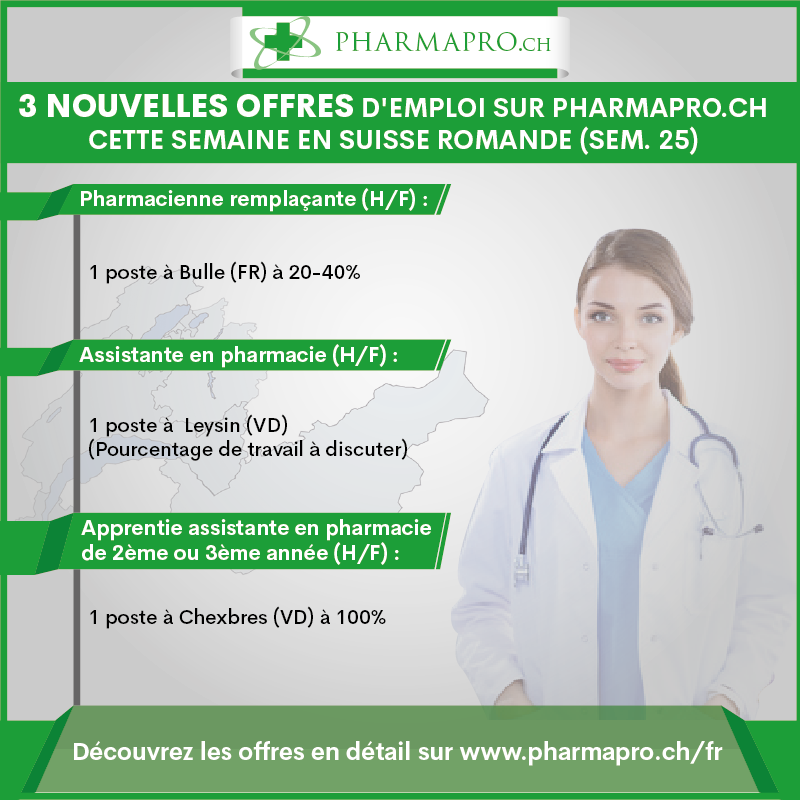 PHARMAPRO.CH
3 NOUVELLES OFFRES D'EMPLOI SUR PHARMAPRO.CH
CETTE SEMAINE EN SUISSE ROMANDE (SEM. 25)
Pharmacienne remplaçante (H/F) :
1 poste à Bulle (FR) à 20-40%
Assistante en pharmacie (H/F) :
1 poste à Leysin (VD)
(Pourcentage de travail à discuter)
Apprentie assistante en pharmacie
de 2ème ou 3ème année (H/F) :
1 poste à Chexbres (VD) à 100%
Découvrez les offres en détail sur www.pharmapro.ch/fr